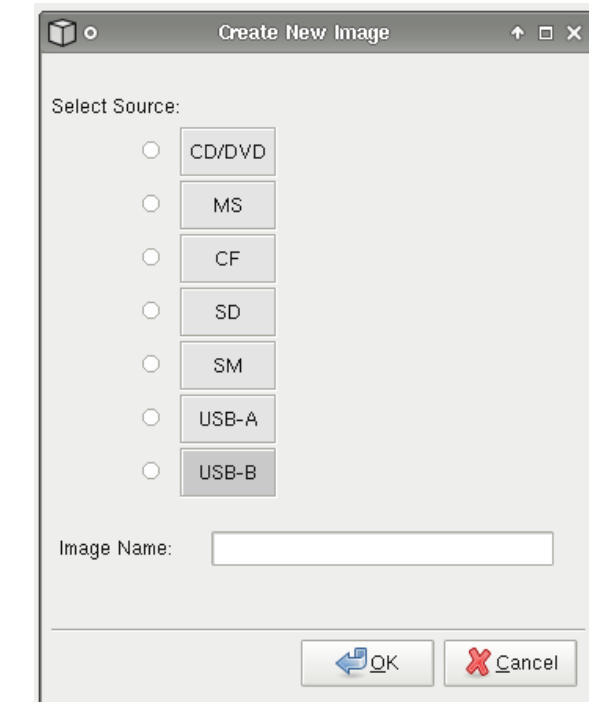 Create New Image
Select Source:
CD/DVD
MS
CF
SD
SM
USB-A
USB-B
Image Name:
OK
Cancel